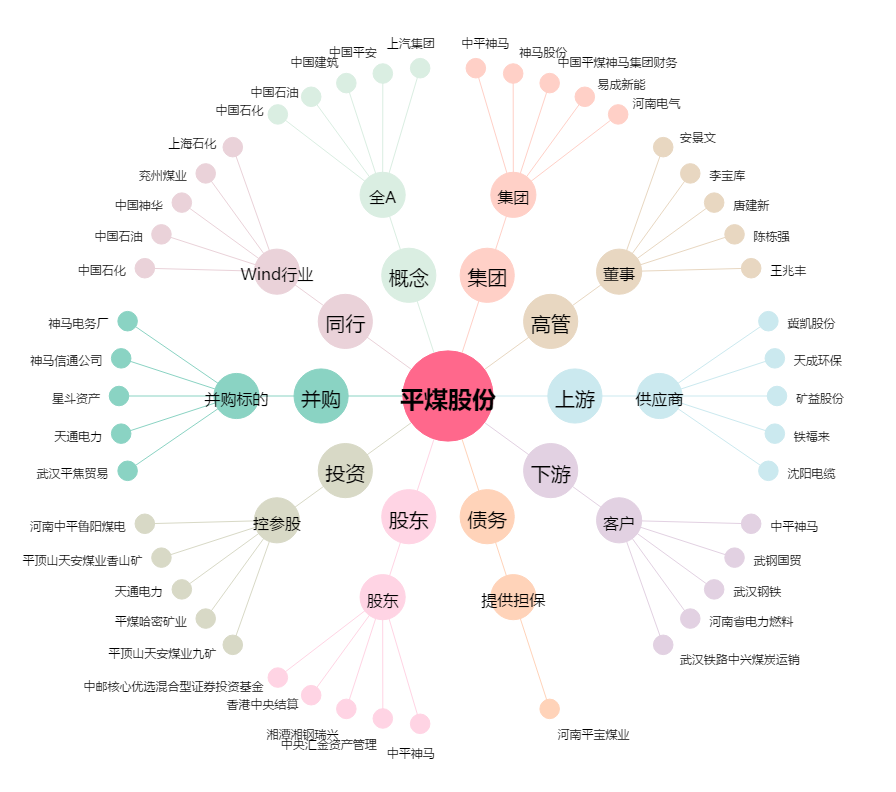 上汽集团
中平神马
中国平安
神马股份
中国建筑
中国平煤神马集团财务
中国石油
易成新能
中国石化
河南电气
上海石化
安景文
兖州煤业
李宝库
全A
集团
中国神华
唐建新
中国石油
陈栋强
中国石化
王兆丰
Wind行业
董事
概念
集团
同行
高管
神马电务厂
冀凯股份
神马信通公司
天成环保
星斗资产
并购标的
并购
平煤股份
上游
供应商
矿益股份
天通电力
铁福来
武汉平焦贸易
沈阳电缆
投资
下游
河南中平鲁阳煤电
控参股
股东
债务
客户
中平神马
平顶山天安煤业香山矿
武钢国贸
天通电力
武汉钢铁
平煤哈密矿业
股东
提供担保
河南省电力燃料
平顶山天安煤业九矿
武汉铁路中兴煤炭运销
中邮核心优选混合型证券投资基金
香港中央结算
湘潭湘钢瑞兴
中央汇金资产管理
中平神马
河南平宝煤业